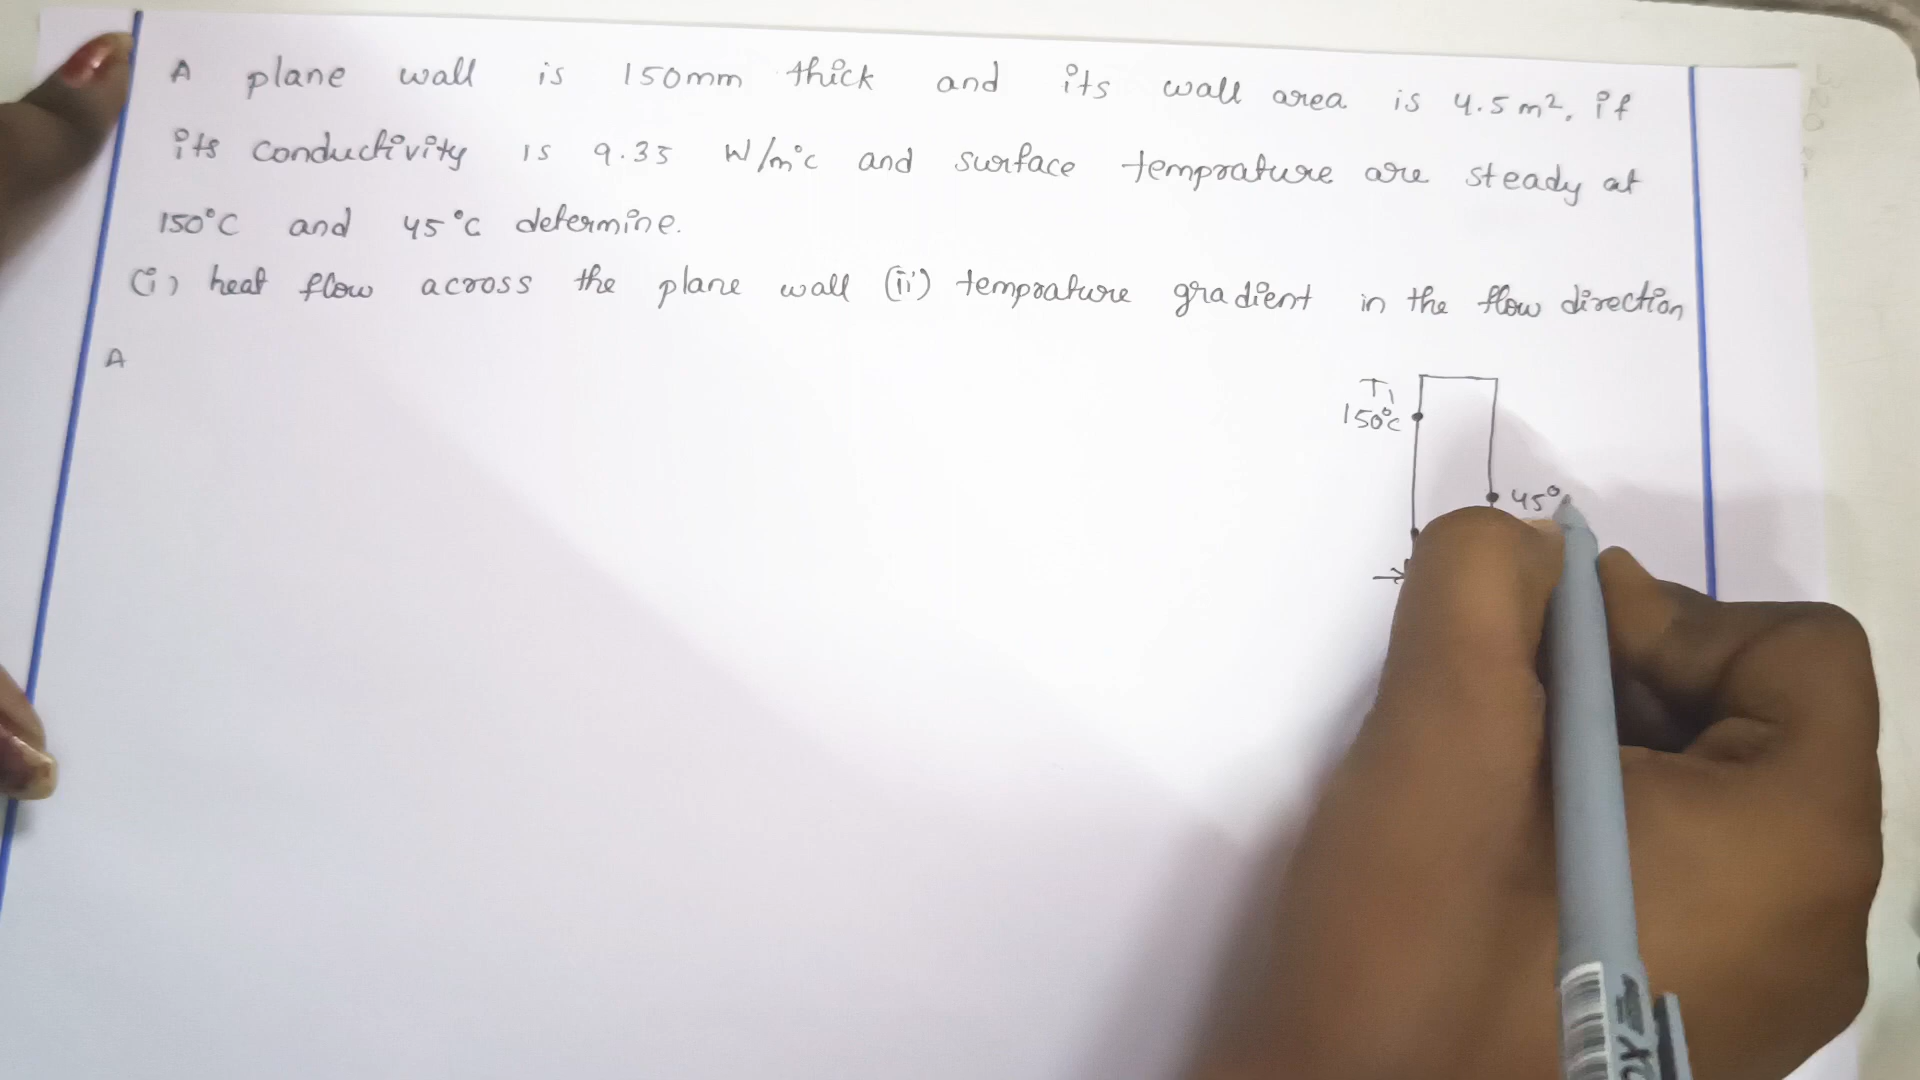 A plane wall is 150mm thick and its wall area is 4.5 m². if
its conductivity is 9.35 W/m°c and surface temprature are steady at
150°C and 45°C determine.
(i) heat flow across the plane wall (ii) temprature gradient in the flow direction
A
T1
150°C
45°